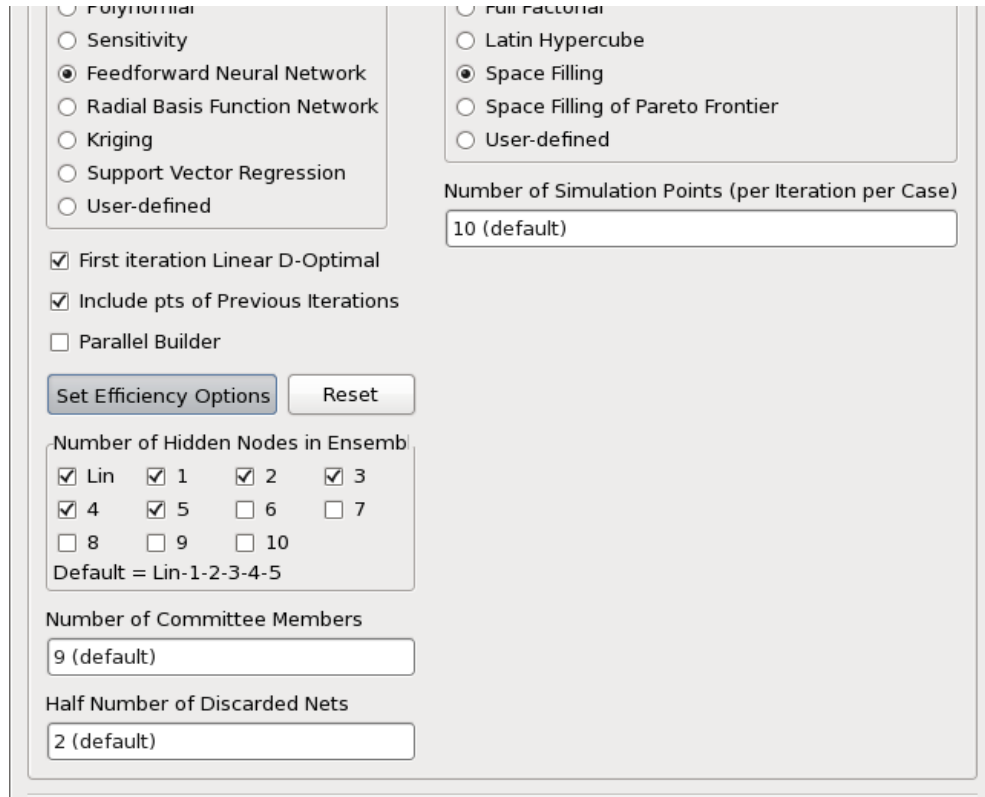 Polynomial
Sensitivity
Feedforward Neural Network
Radial Basis Function Network
Kriging
Support Vector Regression
User-defined
First iteration Linear D-Optimal
Include pts of Previous Iterations
Parallel Builder
Set Efficiency Options Reset
Number of Hidden Nodes in Ensembl
Lin 1 2 3
4 5 6 7
8 9 10
Default = Lin-1-2-3-4-5
Number of Committee Members
9 (default)
Half Number of Discarded Nets
2 (default)
Full Factorial
Latin Hypercube
Space Filling
Space Filling of Pareto Frontier
User-defined
Number of Simulation Points (per Iteration per Case)
10 (default)